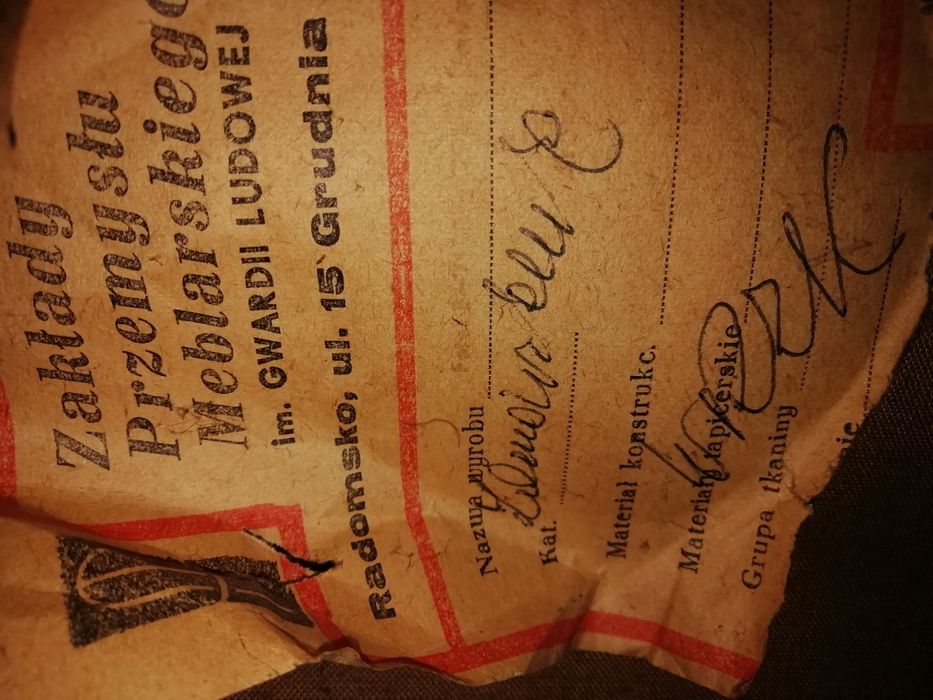 Zakłady
Przemysłu
Meblarskiego
im. GWARDII LUDOWEJ
Radomsko, ul. 15 Grudnia
Nazwa wyrobu
Kat.
Materiał konstrukc.
Materiał tapicerskie
Grupa tkaniny